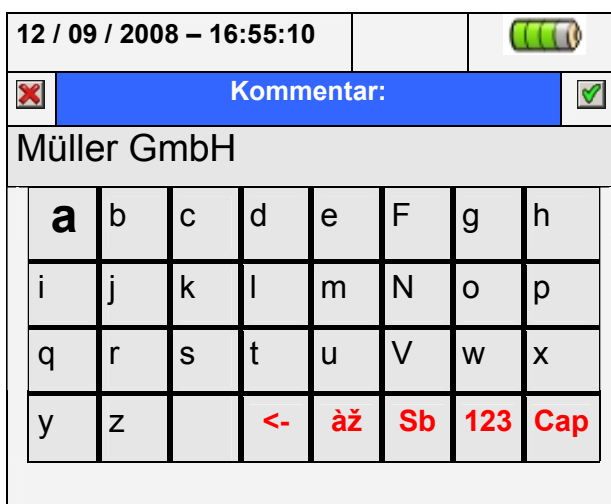 12 / 09 / 2008 – 16:55:10
Kommentar:
Müller GmbH
a b c d e F g h
i j k l m N o p
q r s t u V w x
y z <- àž Sb 123 Cap